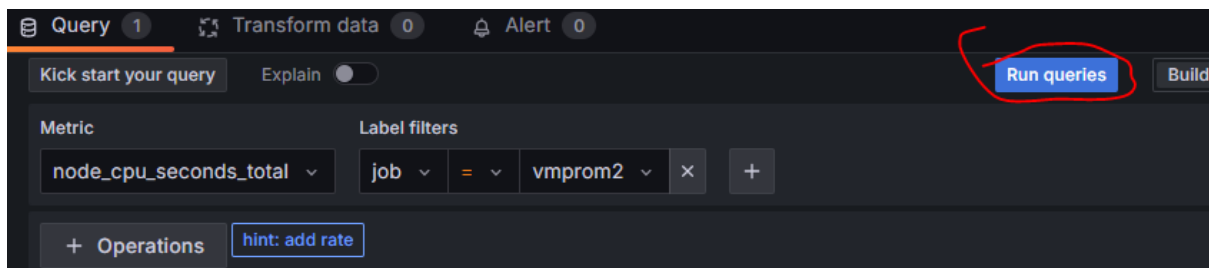 Query 1 Transform data 0 Alert 0
Kick start your query Explain Run queries Build
Metric Label filters
node_cpu_seconds_total job = vmprom2 × +
+ Operations hint: add rate